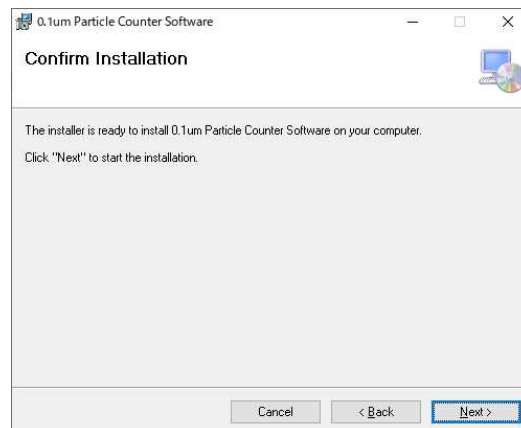 0.1um Particle Counter Software
Confirm Installation
The installer is ready to install 0.1um Particle Counter Software on your computer.
Click "Next" to start the installation.
Cancel
< Back
Next >